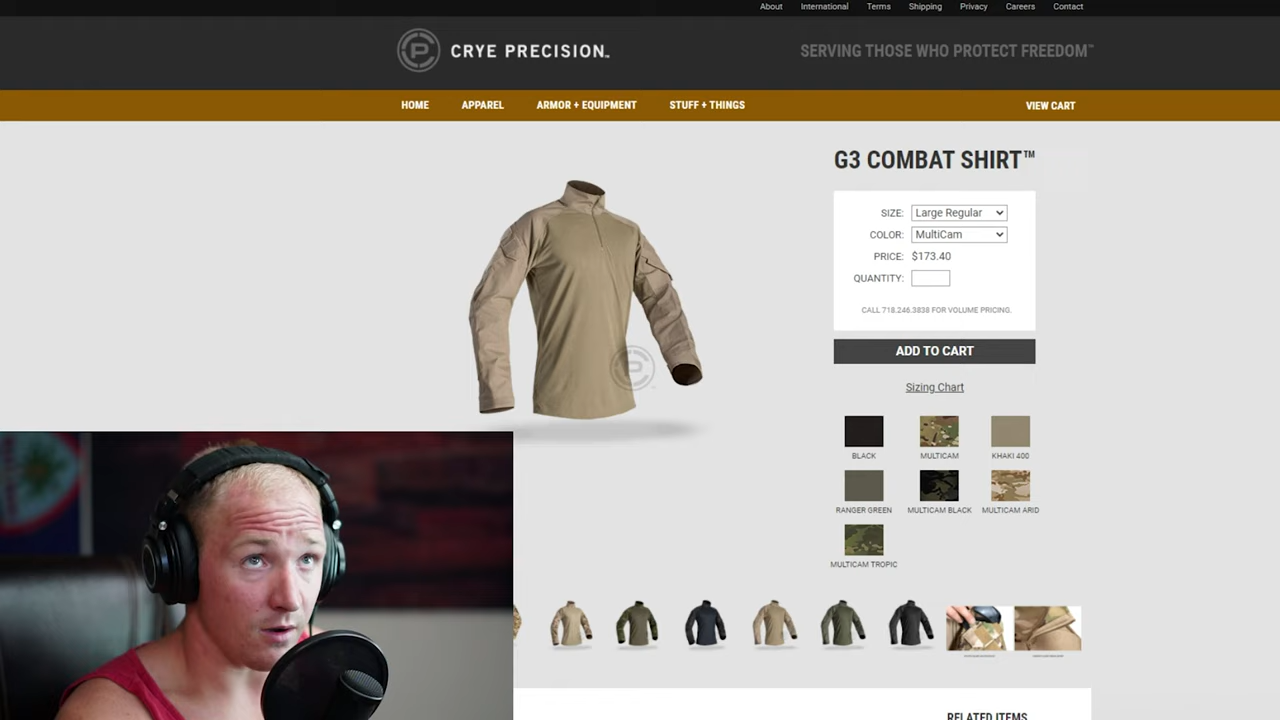 About International Terms Shipping Privacy Careers Contact
CRYE PRECISION™
SERVING THOSE WHO PROTECT FREEDOM™
HOME APPAREL ARMOR + EQUIPMENT STUFF + THINGS VIEW CART
G3 COMBAT SHIRT™
SIZE: Large Regular
COLOR: MultiCam
PRICE: $173.40
QUANTITY:
CALL 718.246.3838 FOR VOLUME PRICING.
ADD TO CART
Sizing Chart
BLACK MULTICAM KHAKI 400
RANGER GREEN MULTICAM BLACK MULTICAM ARID
MULTICAM TROPIC
RELATED ITEMS